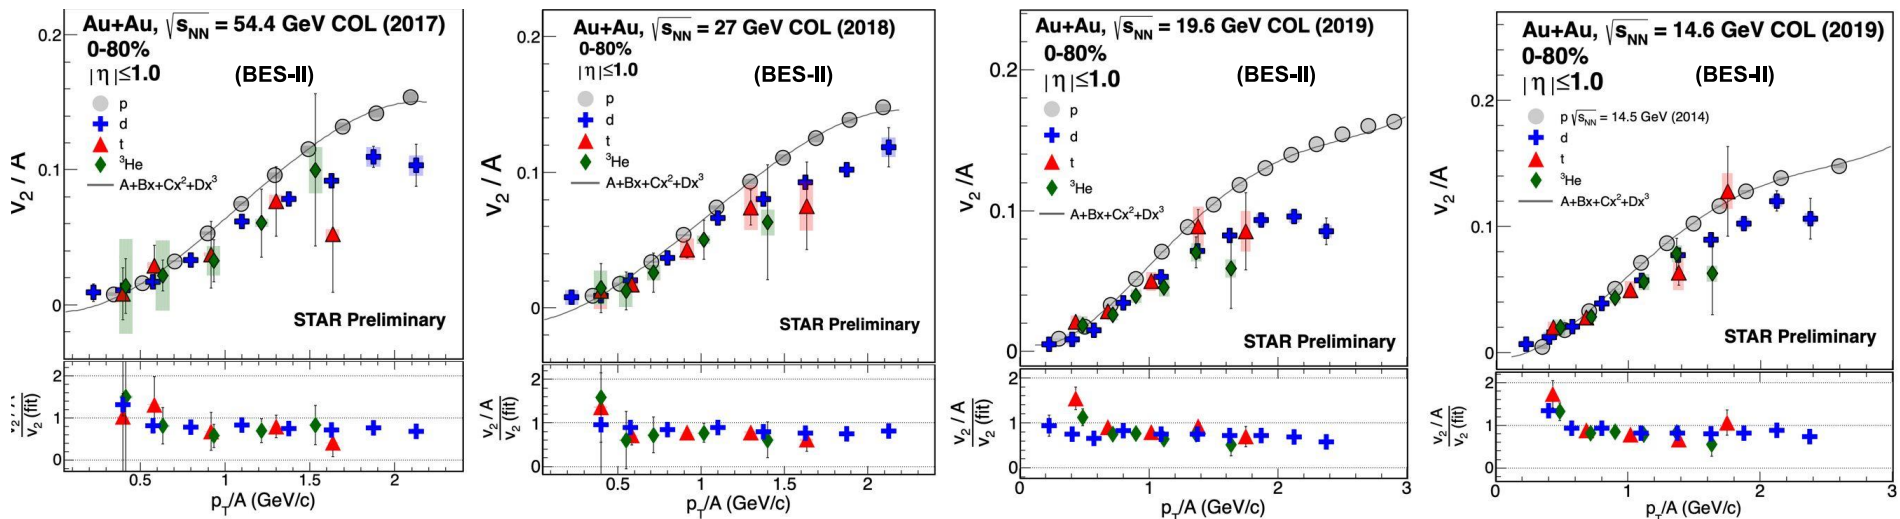 Au+Au, √sNN = 54.4 GeV COL (2017)
0-80%
|η|≤1.0
(BES-II)
p
d
t
³He
A+Bx+Cx²+Dx³
STAR Preliminary
v₂ / A
0.2
0.1
0
v₂ / A
v₂ (fit)
2
1
0
0.5
1
1.5
2
pT/A (GeV/c)
Au+Au, √sNN = 27 GeV COL (2018)
0-80%
|η|≤1.0
(BES-II)
p
d
t
³He
A+Bx+Cx²+Dx³
STAR Preliminary
v₂ / A
0.2
0.1
0
v₂ / A
v₂ (fit)
2
1
0
0.5
1
1.5
2
pT/A (GeV/c)
Au+Au, √sNN = 19.6 GeV COL (2019)
0-80%
|η|≤1.0
(BES-II)
p
d
t
³He
A+Bx+Cx²+Dx³
STAR Preliminary
v₂ /A
0.2
0.1
0
v₂ / A
v₂ (fit)
2
1
0
0
1
2
3
pT/A (GeV/c)
Au+Au, √sNN = 14.6 GeV COL (2019)
0-80%
|η|≤1.0
(BES-II)
p √sNN = 14.5 GeV (2014)
d
t
³He
A+Bx+Cx²+Dx³
STAR Preliminary
v₂ /A
0.2
0.1
0
v₂ / A
v₂ (fit)
2
1
0
0
1
2
3
pT/A (GeV/c)